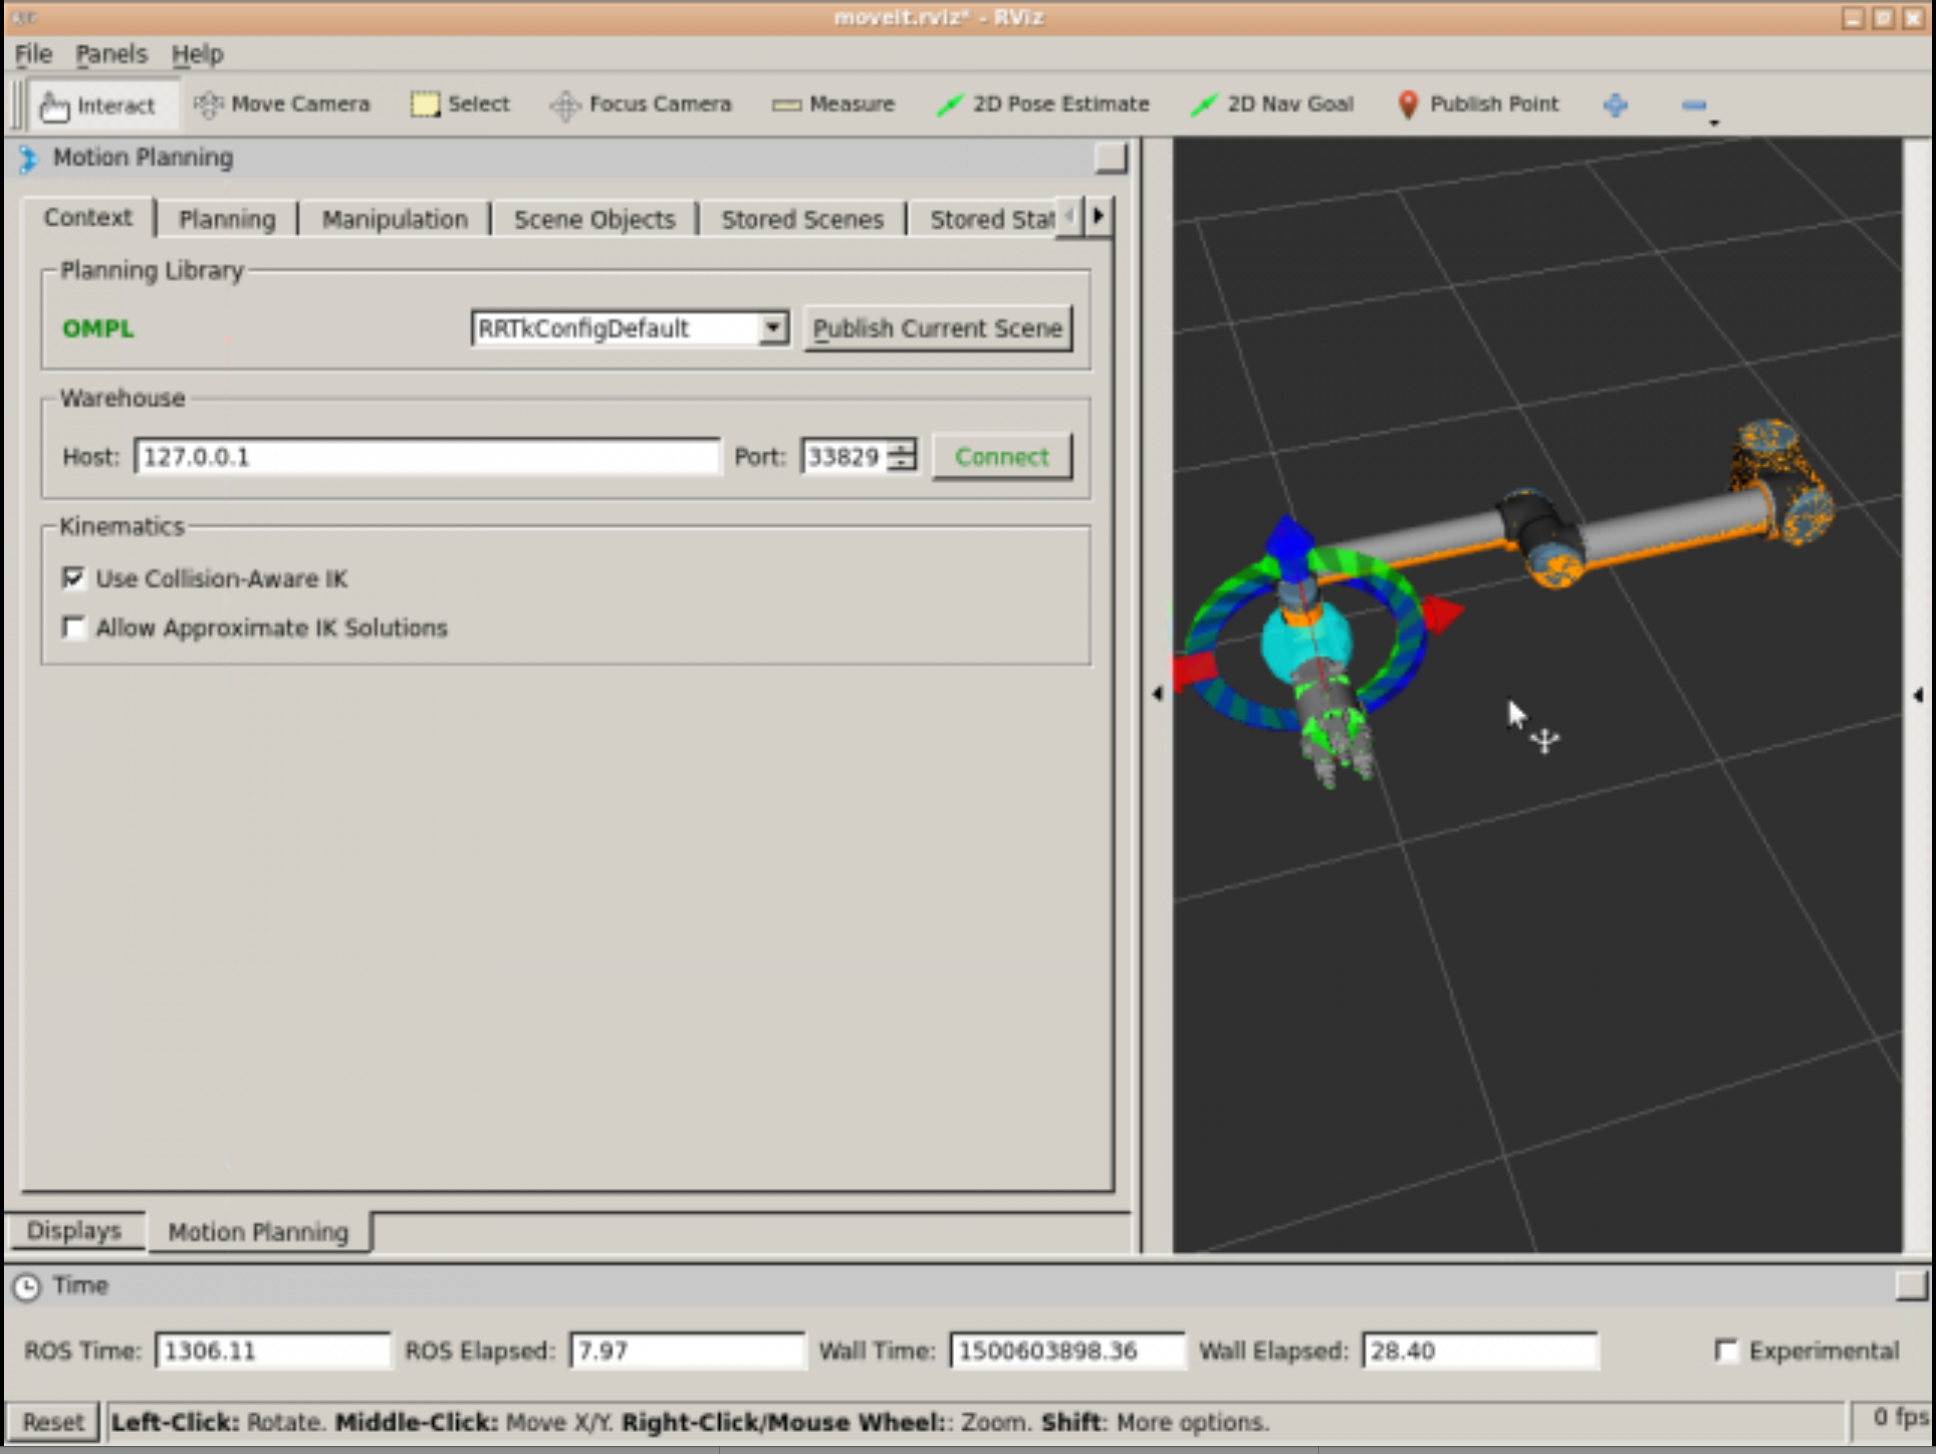 moveit.rviz* - RViz
File Panels Help
Interact Move Camera Select Focus Camera Measure 2D Pose Estimate 2D Nav Goal Publish Point
Motion Planning
Context Planning Manipulation Scene Objects Stored Scenes Stored Stat
Planning Library
OMPL RRTkConfigDefault Publish Current Scene
Warehouse
Host: 127.0.0.1 Port: 33829 Connect
Kinematics
Use Collision-Aware IK
Allow Approximate IK Solutions
Displays Motion Planning
Time
ROS Time: 1306.11 ROS Elapsed: 7.97 Wall Time: 1500603898.36 Wall Elapsed: 28.40 Experimental
Reset Left-Click: Rotate. Middle-Click: Move X/Y. Right-Click/Mouse Wheel:: Zoom. Shift: More options. 0 fps